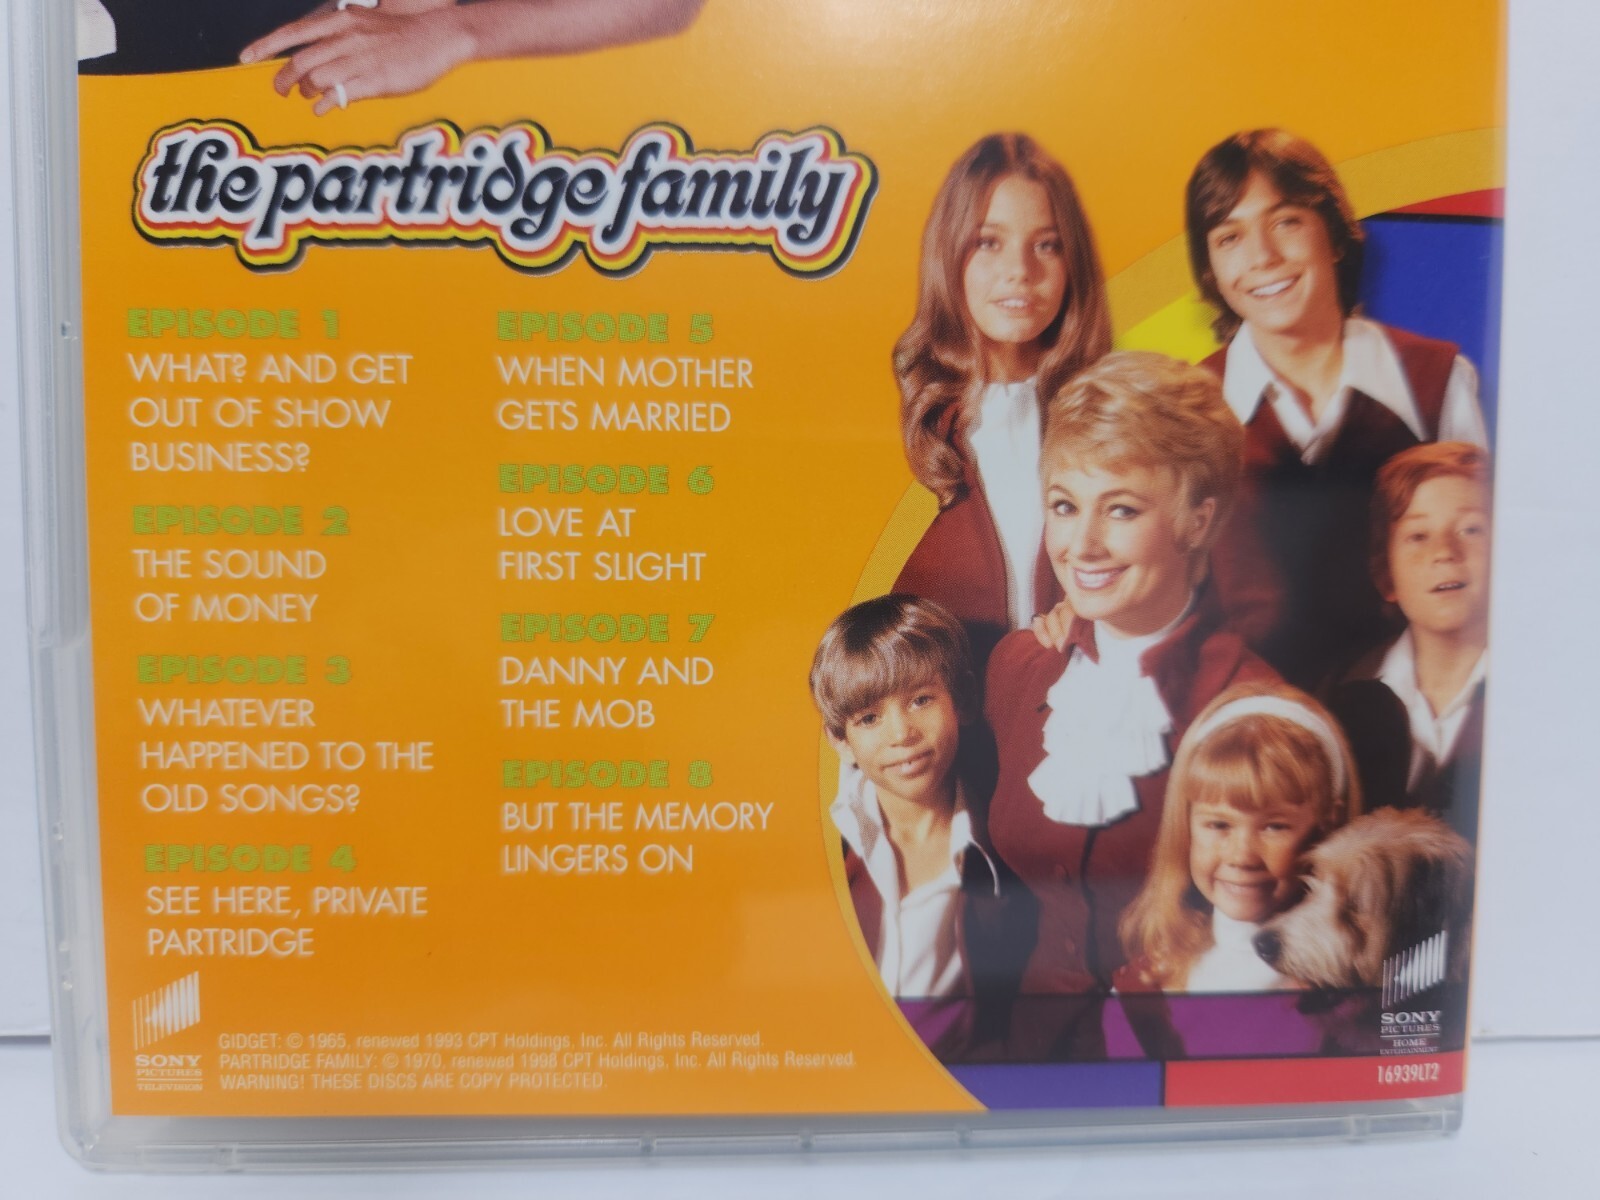 the partridge family
EPISODE 1
WHAT? AND GET
OUT OF SHOW
BUSINESS?
EPISODE 2
THE SOUND
OF MONEY
EPISODE 3
WHATEVER
HAPPENED TO THE
OLD SONGS?
EPISODE 4
SEE HERE, PRIVATE
PARTRIDGE
EPISODE 5
WHEN MOTHER
GETS MARRIED
EPISODE 6
LOVE AT
FIRST SLIGHT
EPISODE 7
DANNY AND
THE MOB
EPISODE 8
BUT THE MEMORY
LINGERS ON
SONY
PICTURES
TELEVISION
GIDGET: © 1965, renewed 1993 CPT Holdings, Inc. All Rights Reserved.
PARTRIDGE FAMILY: © 1970, renewed 1998 CPT Holdings, Inc. All Rights Reserved.
WARNING! THESE DISCS ARE COPY PROTECTED.
SONY
PICTURES
HOME
ENTERTAINMENT
16939LT2